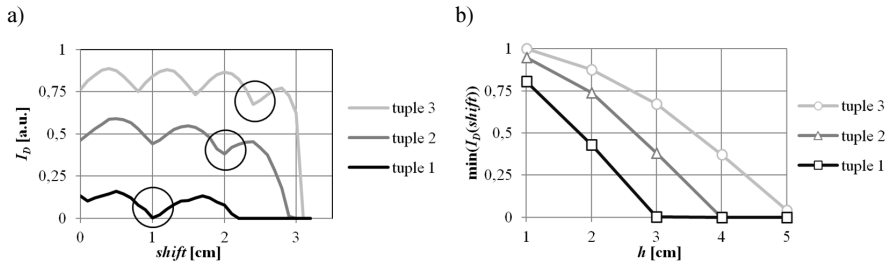 a)
1
0,75
0,5
0,25
0
I_D [a.u.]
0
1
2
3
shift [cm]
tuple 3
tuple 2
tuple 1
b)
1
0,75
0,5
0,25
0
min(I_D(shift))
1
2
3
4
5
h [cm]
tuple 3
tuple 2
tuple 1